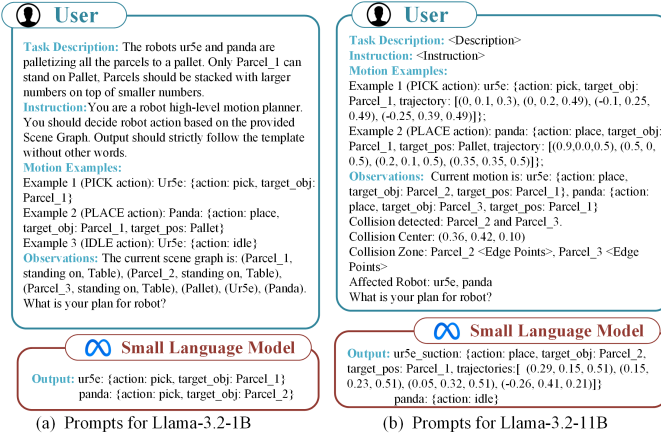 User
Task Description: The robots ur5e and panda are
palletizing all the parcels to a pallet. Only Parcel_1 can
stand on Pallet, Parcels should be stacked with larger
numbers on top of smaller numbers.
Instruction:You are a robot high-level motion planner.
You should decide robot action based on the provided
Scene Graph. Output should strictly follow the template
without other words.
Motion Examples:
Example 1 (PICK action): Ur5e: {action: pick, target_obj:
Parcel_1}
Example 2 (PLACE action): Panda: {action: place,
target_obj: Parcel_1, target_pos: Pallet}
Example 3 (IDLE action): Ur5e: {action: idle}
Observations: The current scene graph is: (Parcel_1,
standing on, Table), (Parcel_2, standing on, Table),
(Parcel_3, standing on, Table), (Pallet), (Ur5e), (Panda).
What is your plan for robot?
Small Language Model
Output: ur5e: {action: pick, target_obj: Parcel_1}
panda: {action: pick, target_obj: Parcel_2}
(a) Prompts for Llama-3.2-1B
User
Task Description: <Description>
Instruction: <Instruction>
Motion Examples:
Example 1 (PICK action): ur5e: {action: pick, target_obj:
Parcel_1, trajectory: [(0, 0.1, 0.3), (0, 0.2, 0.49), (-0.1, 0.25,
0.49), (-0.25, 0.39, 0.49)]};
Example 2 (PLACE action): panda: {action: place, target_obj:
Parcel_1, target_pos: Pallet, trajectory: [(0.9,0.0,0.5), (0.5, 0,
0.5), (0.2, 0.1, 0.5), (0.35, 0.35, 0.5)]};
Observations: Current motion is: ur5e: {action: place,
target_obj: Parcel_2, target_pos: Parcel_1}, panda: {action:
place, target_obj: Parcel_3, target_pos: Parcel_1}
Collision detected: Parcel_2 and Parcel_3.
Collision Center: (0.36, 0.42, 0.10)
Collision Zone: Parcel_2 <Edge Points>, Parcel_3 <Edge
Points>
Affected Robot: ur5e, panda
What is your plan for robot?
Small Language Model
Output: ur5e_suction: {action: place, target_obj: Parcel_2,
target_pos: Parcel_1, trajectories:[ (0.29, 0.15, 0.51), (0.15,
0.23, 0.51), (0.05, 0.32, 0.51), (-0.26, 0.41, 0.21)]}
panda: {action: idle}
(b) Prompts for Llama-3.2-11B